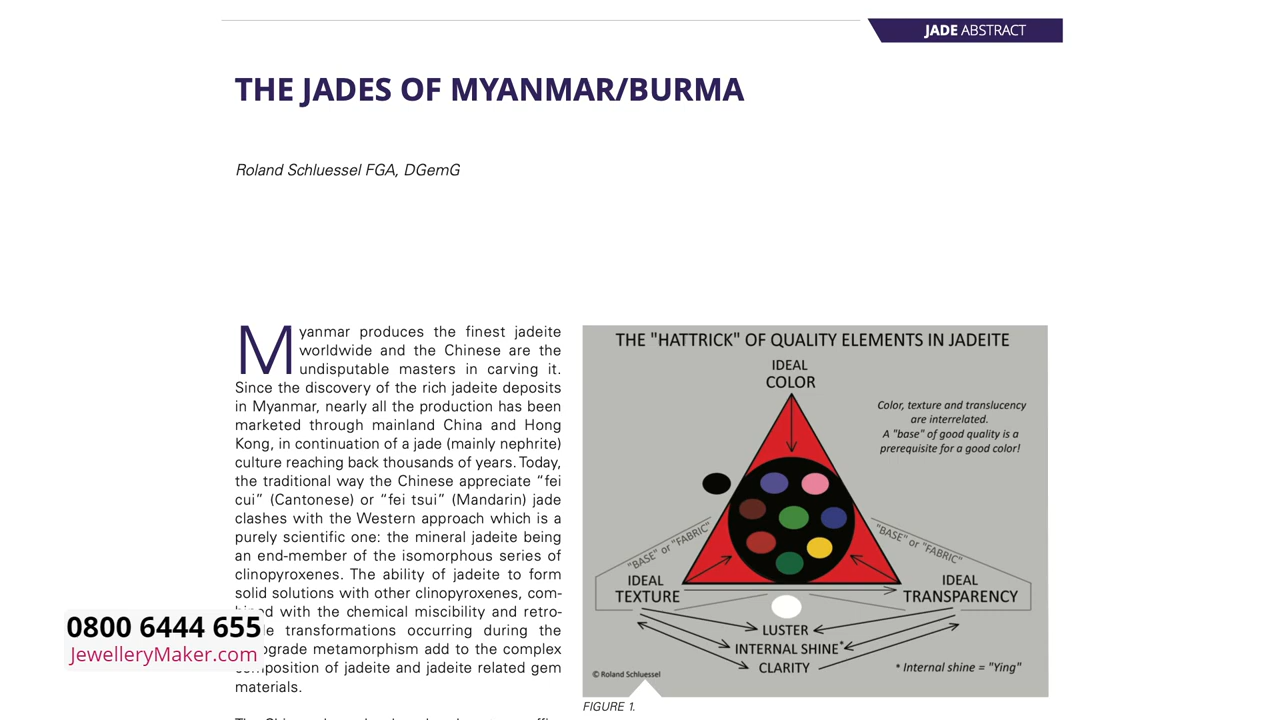 JADE ABSTRACT
THE JADES OF MYANMAR/BURMA
Roland Schluessel FGA, DGemG
Myanmar produces the finest jadeite
worldwide and the Chinese are the
undisputable masters in carving it.
Since the discovery of the rich jadeite deposits
in Myanmar, nearly all the production has been
marketed through mainland China and Hong
Kong, in continuation of a jade (mainly nephrite)
culture reaching back thousands of years. Today,
the traditional way the Chinese appreciate “fei
cui” (Cantonese) or “fei tsui” (Mandarin) jade
clashes with the Western approach which is a
purely scientific one: the mineral jadeite being
an end-member of the isomorphous series of
clinopyroxenes. The ability of jadeite to form
solid solutions with other clinopyroxenes, com-
with the chemical miscibility and retro-
transformations occurring during the
metamorphism add to the complex
of jadeite and jadeite related gem
materials.
0800 6444 655
JewelleryMaker.com
THE "HATTRICK" OF QUALITY ELEMENTS IN JADEITE
IDEAL
COLOR
Color, texture and translucency
are interrelated.
A "base" of good quality is a
prerequisite for a good color!
"BASE" or "FABRIC"
"BASE" or "FABRIC"
IDEAL
TEXTURE
IDEAL
TRANSPARENCY
LUSTER
INTERNAL SHINE*
CLARITY
* Internal shine = "Ying"
© Roland Schluessel
FIGURE 1.